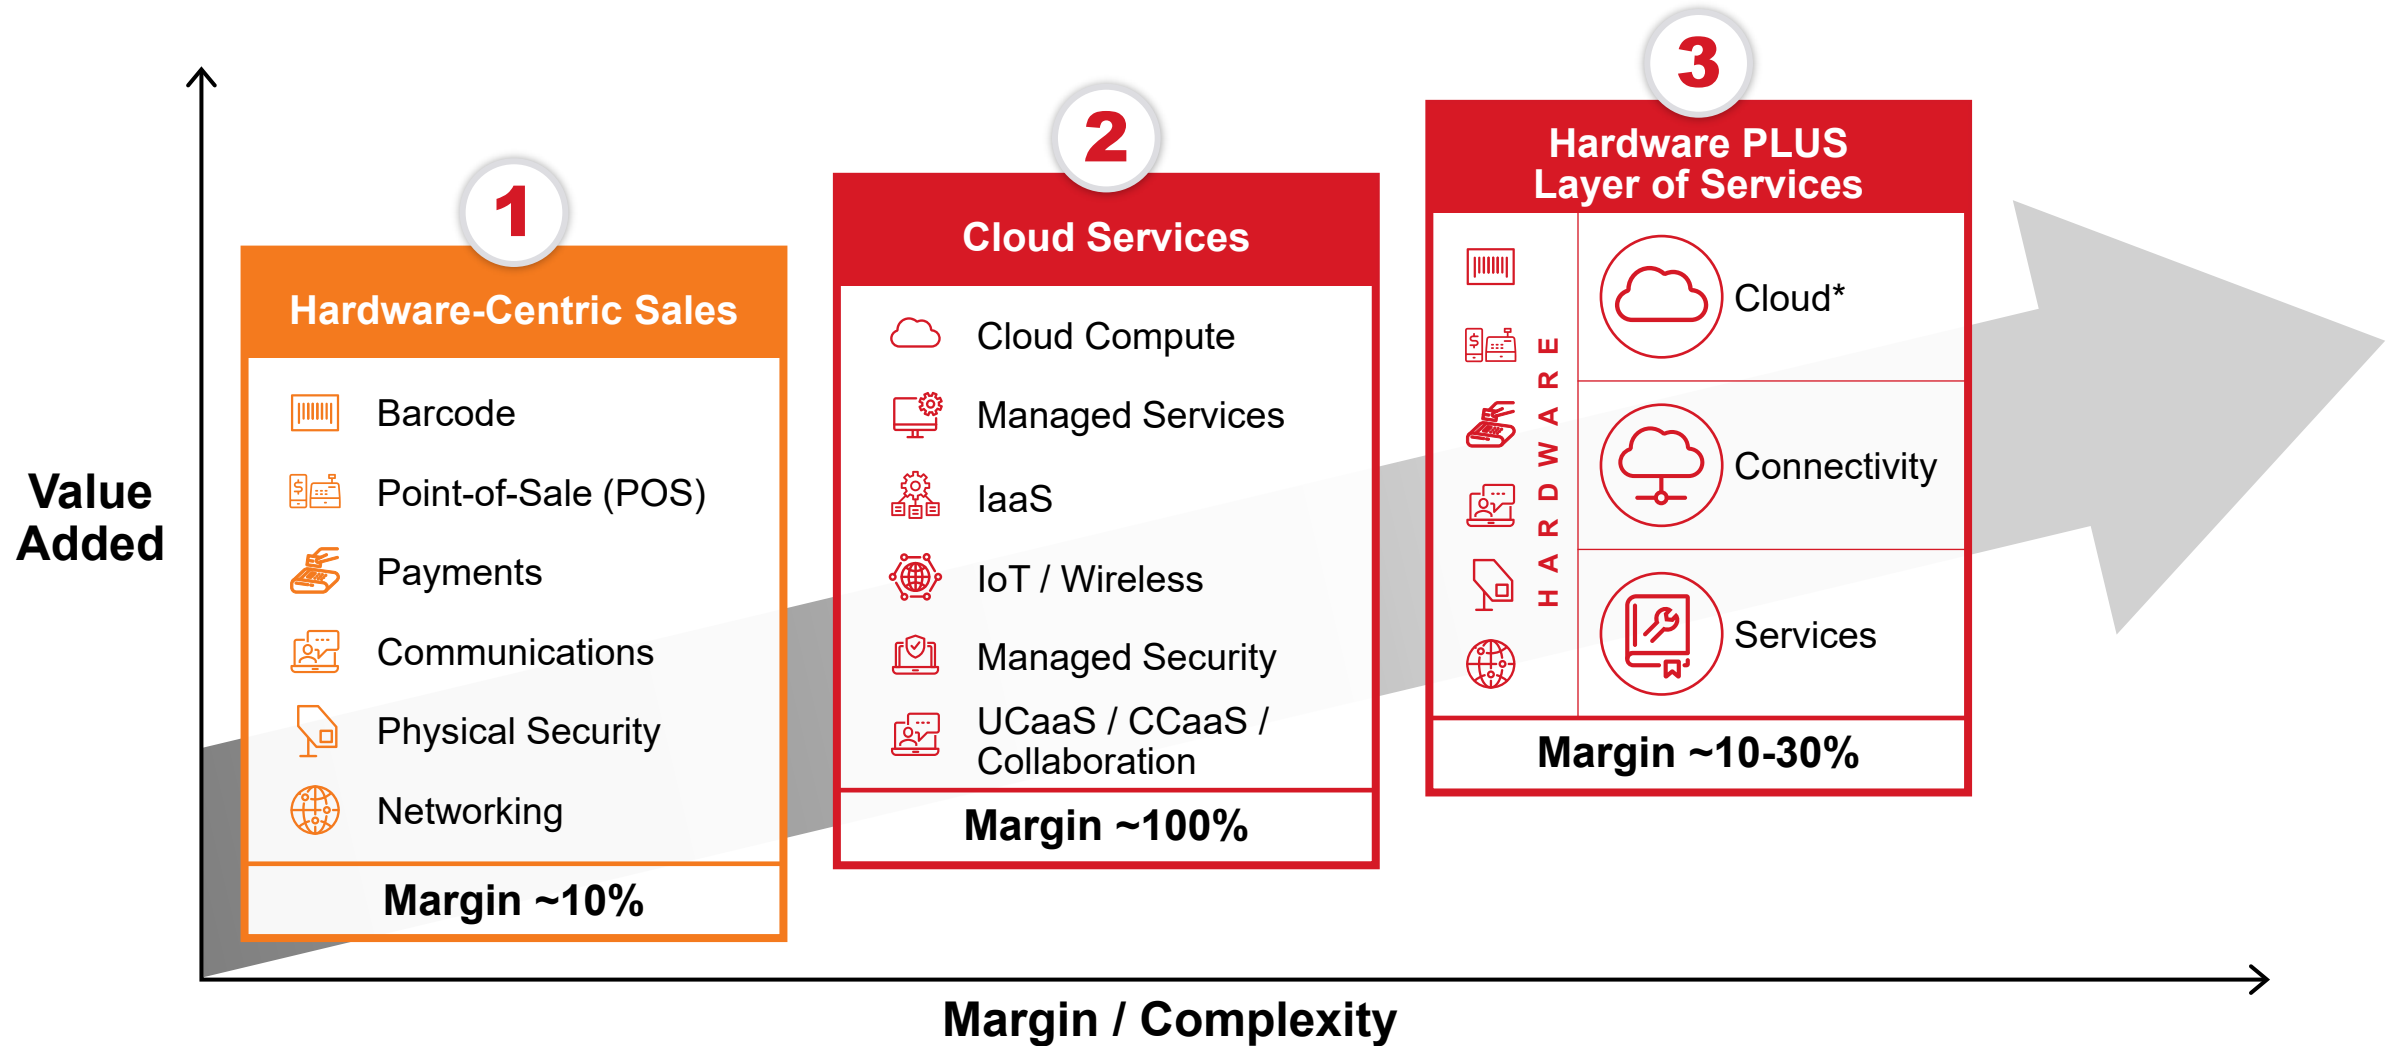 Value
Added
1
Hardware-Centric Sales
Barcode
Point-of-Sale (POS)
Payments
Communications
Physical Security
Networking
Margin ~10%
2
Cloud Services
Cloud Compute
Managed Services
IaaS
IoT / Wireless
Managed Security
UCaaS / CCaaS /
Collaboration
Margin ~100%
3
Hardware PLUS
Layer of Services
HARDWARE
Cloud*
Connectivity
Services
Margin ~10-30%
Margin / Complexity